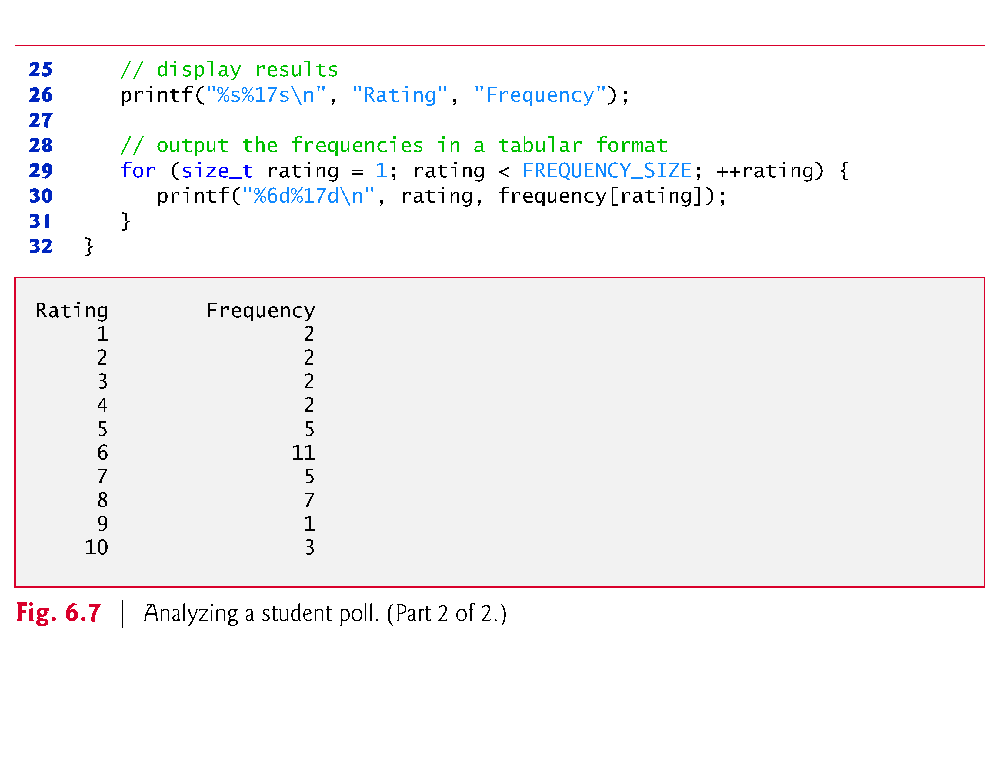 25 // display results
26 printf("%s%17s\n", "Rating", "Frequency");
27
28 // output the frequencies in a tabular format
29 for (size_t rating = 1; rating < FREQUENCY_SIZE; ++rating) {
30 printf("%6d%17d\n", rating, frequency[rating]);
31 }
32 }
Rating Frequency
1 2
2 2
3 2
4 2
5 5
6 11
7 5
8 7
9 1
10 3
Fig. 6.7 | Analyzing a student poll. (Part 2 of 2.)